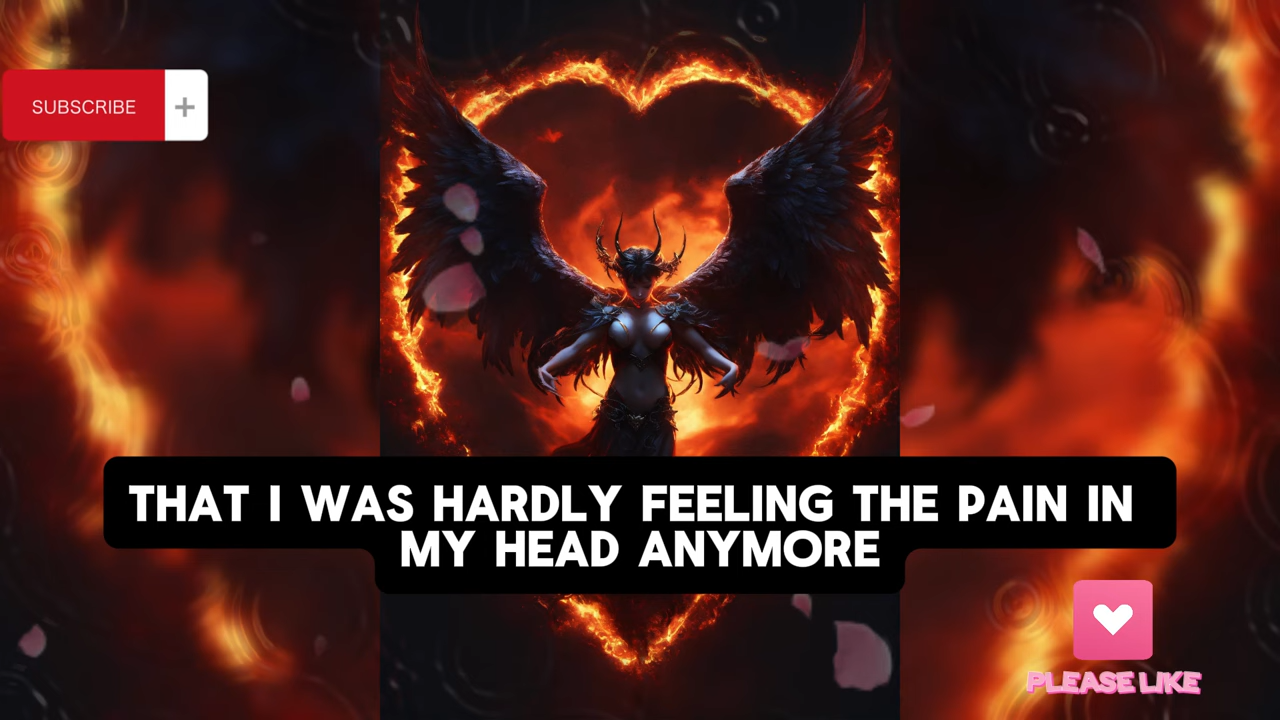 SUBSCRIBE +
THAT I WAS HARDLY FEELING THE PAIN IN
MY HEAD ANYMORE
PLEASE LIKE